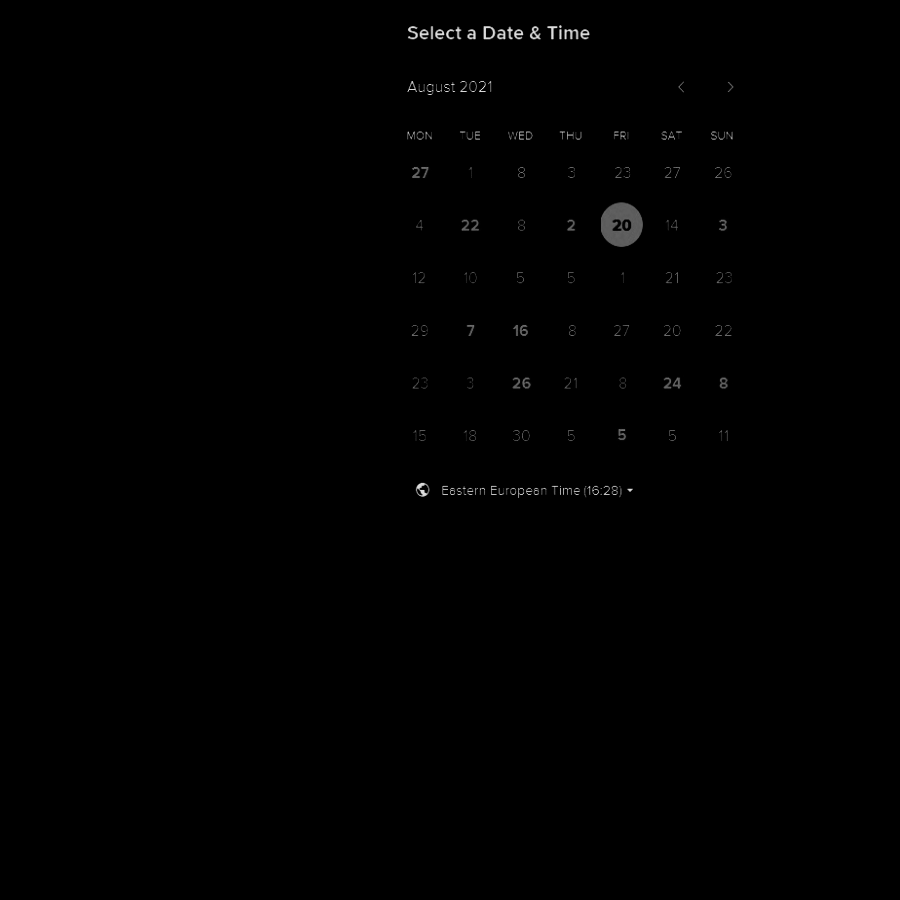 Select a Date & Time
August 2021
MON TUE WED THU FRI SAT SUN
27 1 8 3 23 27 26
4 22 8 2 20 14 3
12 10 5 5 1 21 23
29 7 16 8 27 20 22
23 3 26 21 8 24 8
15 18 30 5 5 5 11
Eastern European Time (16:28)